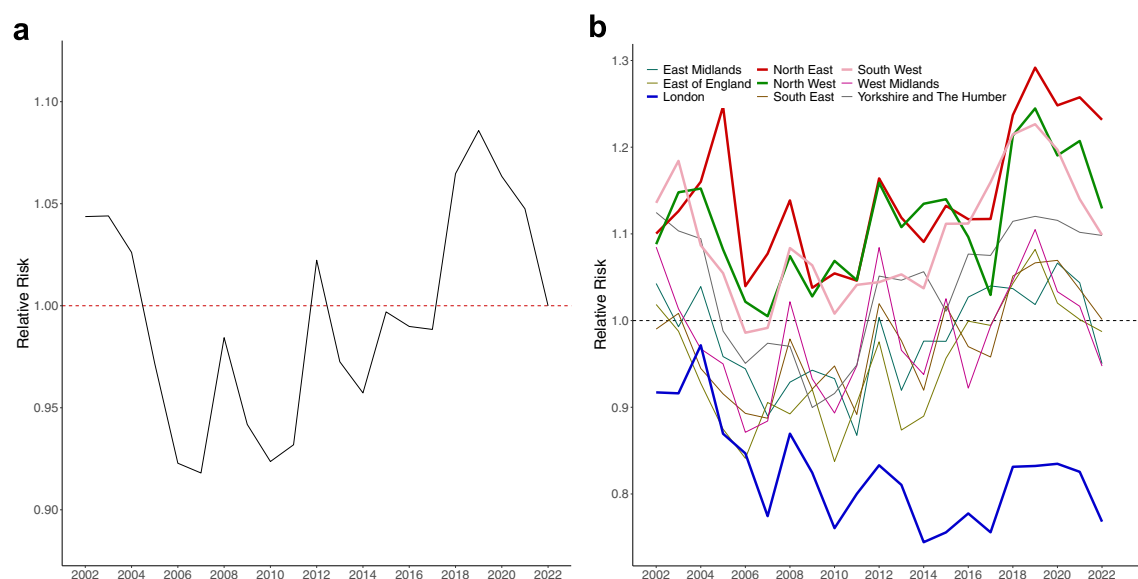 a
Relative Risk
1.10
1.05
1.00
0.95
0.90
2002 2004 2006 2008 2010 2012 2014 2016 2018 2020 2022
b
Relative Risk
1.3
1.2
1.1
1.0
0.9
0.8
East Midlands North East South West
East of England North West West Midlands
London South East Yorkshire and The Humber
2002 2004 2006 2008 2010 2012 2014 2016 2018 2020 2022